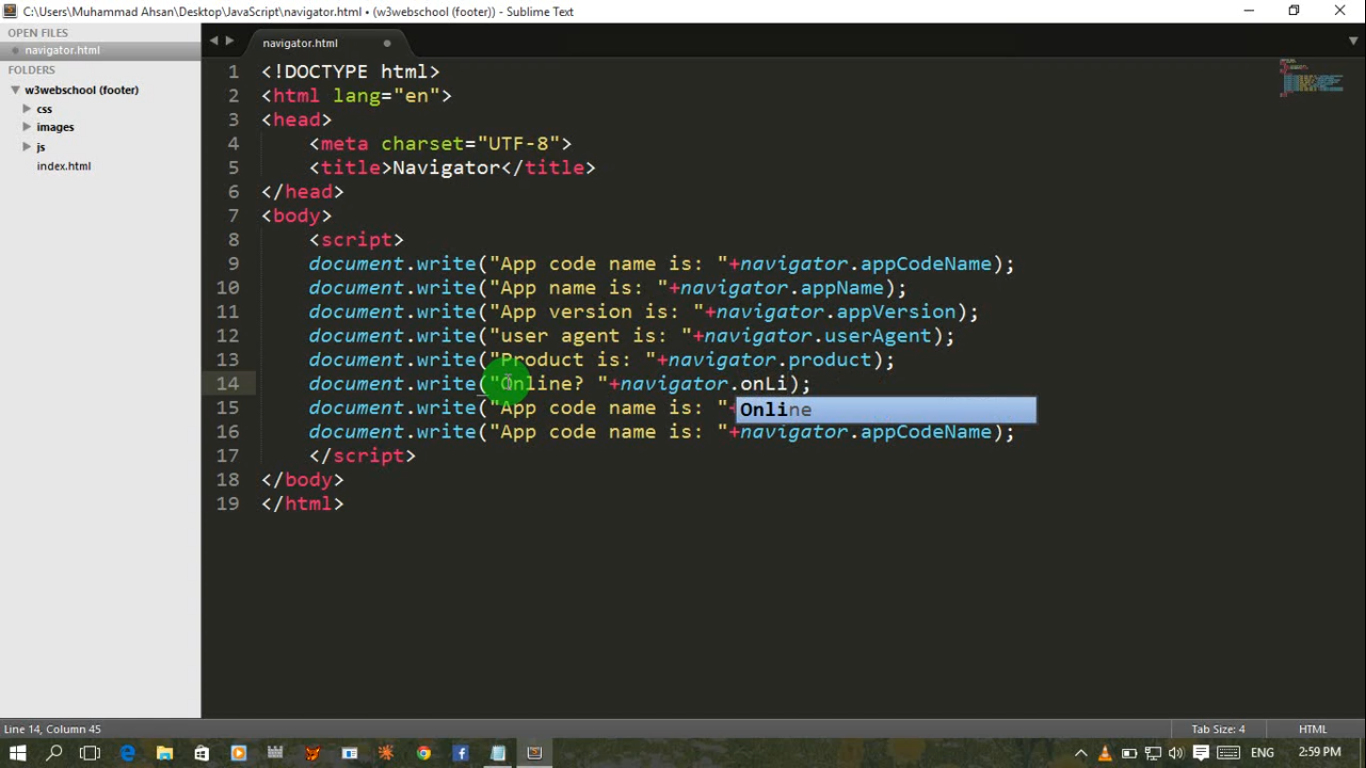 C:\Users\Muhammad Ahsan\Desktop\JavaScript\navigator.html • (w3webschool (footer)) - Sublime Text
OPEN FILES
navigator.html
FOLDERS
w3webschool (footer)
css
images
js
index.html
navigator.html
1 <!DOCTYPE html>
2 <html lang="en">
3 <head>
4 <meta charset="UTF-8">
5 <title>Navigator</title>
6 </head>
7 <body>
8 <script>
9 document.write("App code name is: "+navigator.appCodeName);
10 document.write("App name is: "+navigator.appName);
11 document.write("App version is: "+navigator.appVersion);
12 document.write("user agent is: "+navigator.userAgent);
13 document.write("Product is: "+navigator.product);
14 document.write("Online? "+navigator.onLi);
Online
15 document.write("App code name is: "
16 document.write("App code name is: "+navigator.appCodeName);
17 </script>
18 </body>
19 </html>
Line 14, Column 45
Tab Size: 4
HTML
ENG
2:59 PM